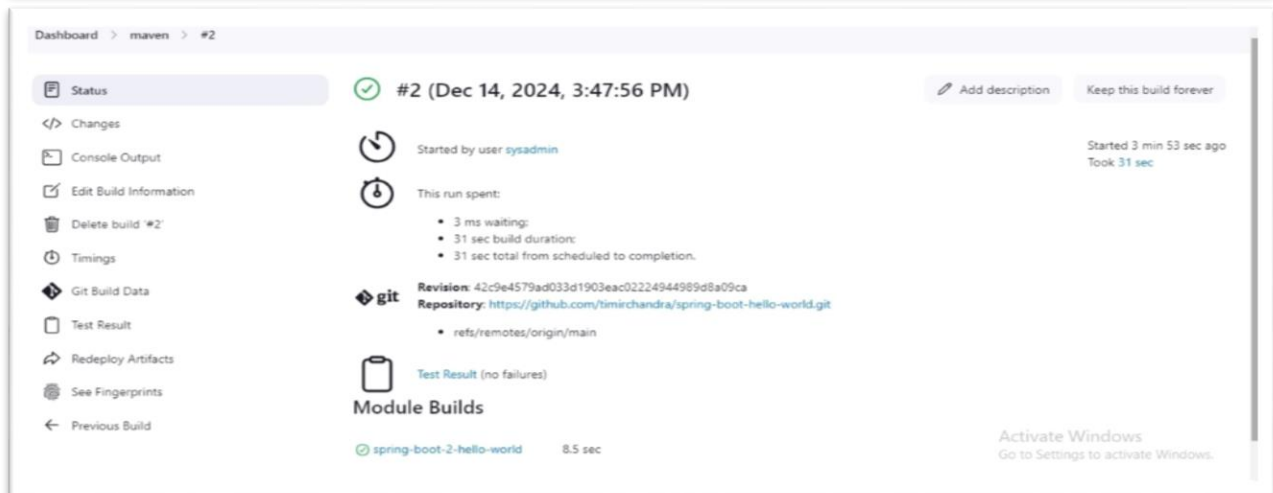 Dashboard > maven > #2
Status
Changes
Console Output
Edit Build Information
Delete build '#2'
Timings
Git Build Data
Test Result
Redeploy Artifacts
See Fingerprints
Previous Build
#2 (Dec 14, 2024, 3:47:56 PM)
Add description
Keep this build forever
Started by user sysadmin
Started 3 min 53 sec ago
Took 31 sec
This run spent:
• 3 ms waiting;
• 31 sec build duration;
• 31 sec total from scheduled to completion.
git
Revision: 42c9e4579ad033d1903eac02224944989d8a09ca
Repository: https://github.com/timirchandra/spring-boot-hello-world.git
• refs/remotes/origin/main
Test Result (no failures)
Module Builds
spring-boot-2-hello-world 8.5 sec
Activate Windows
Go to Settings to activate Windows.